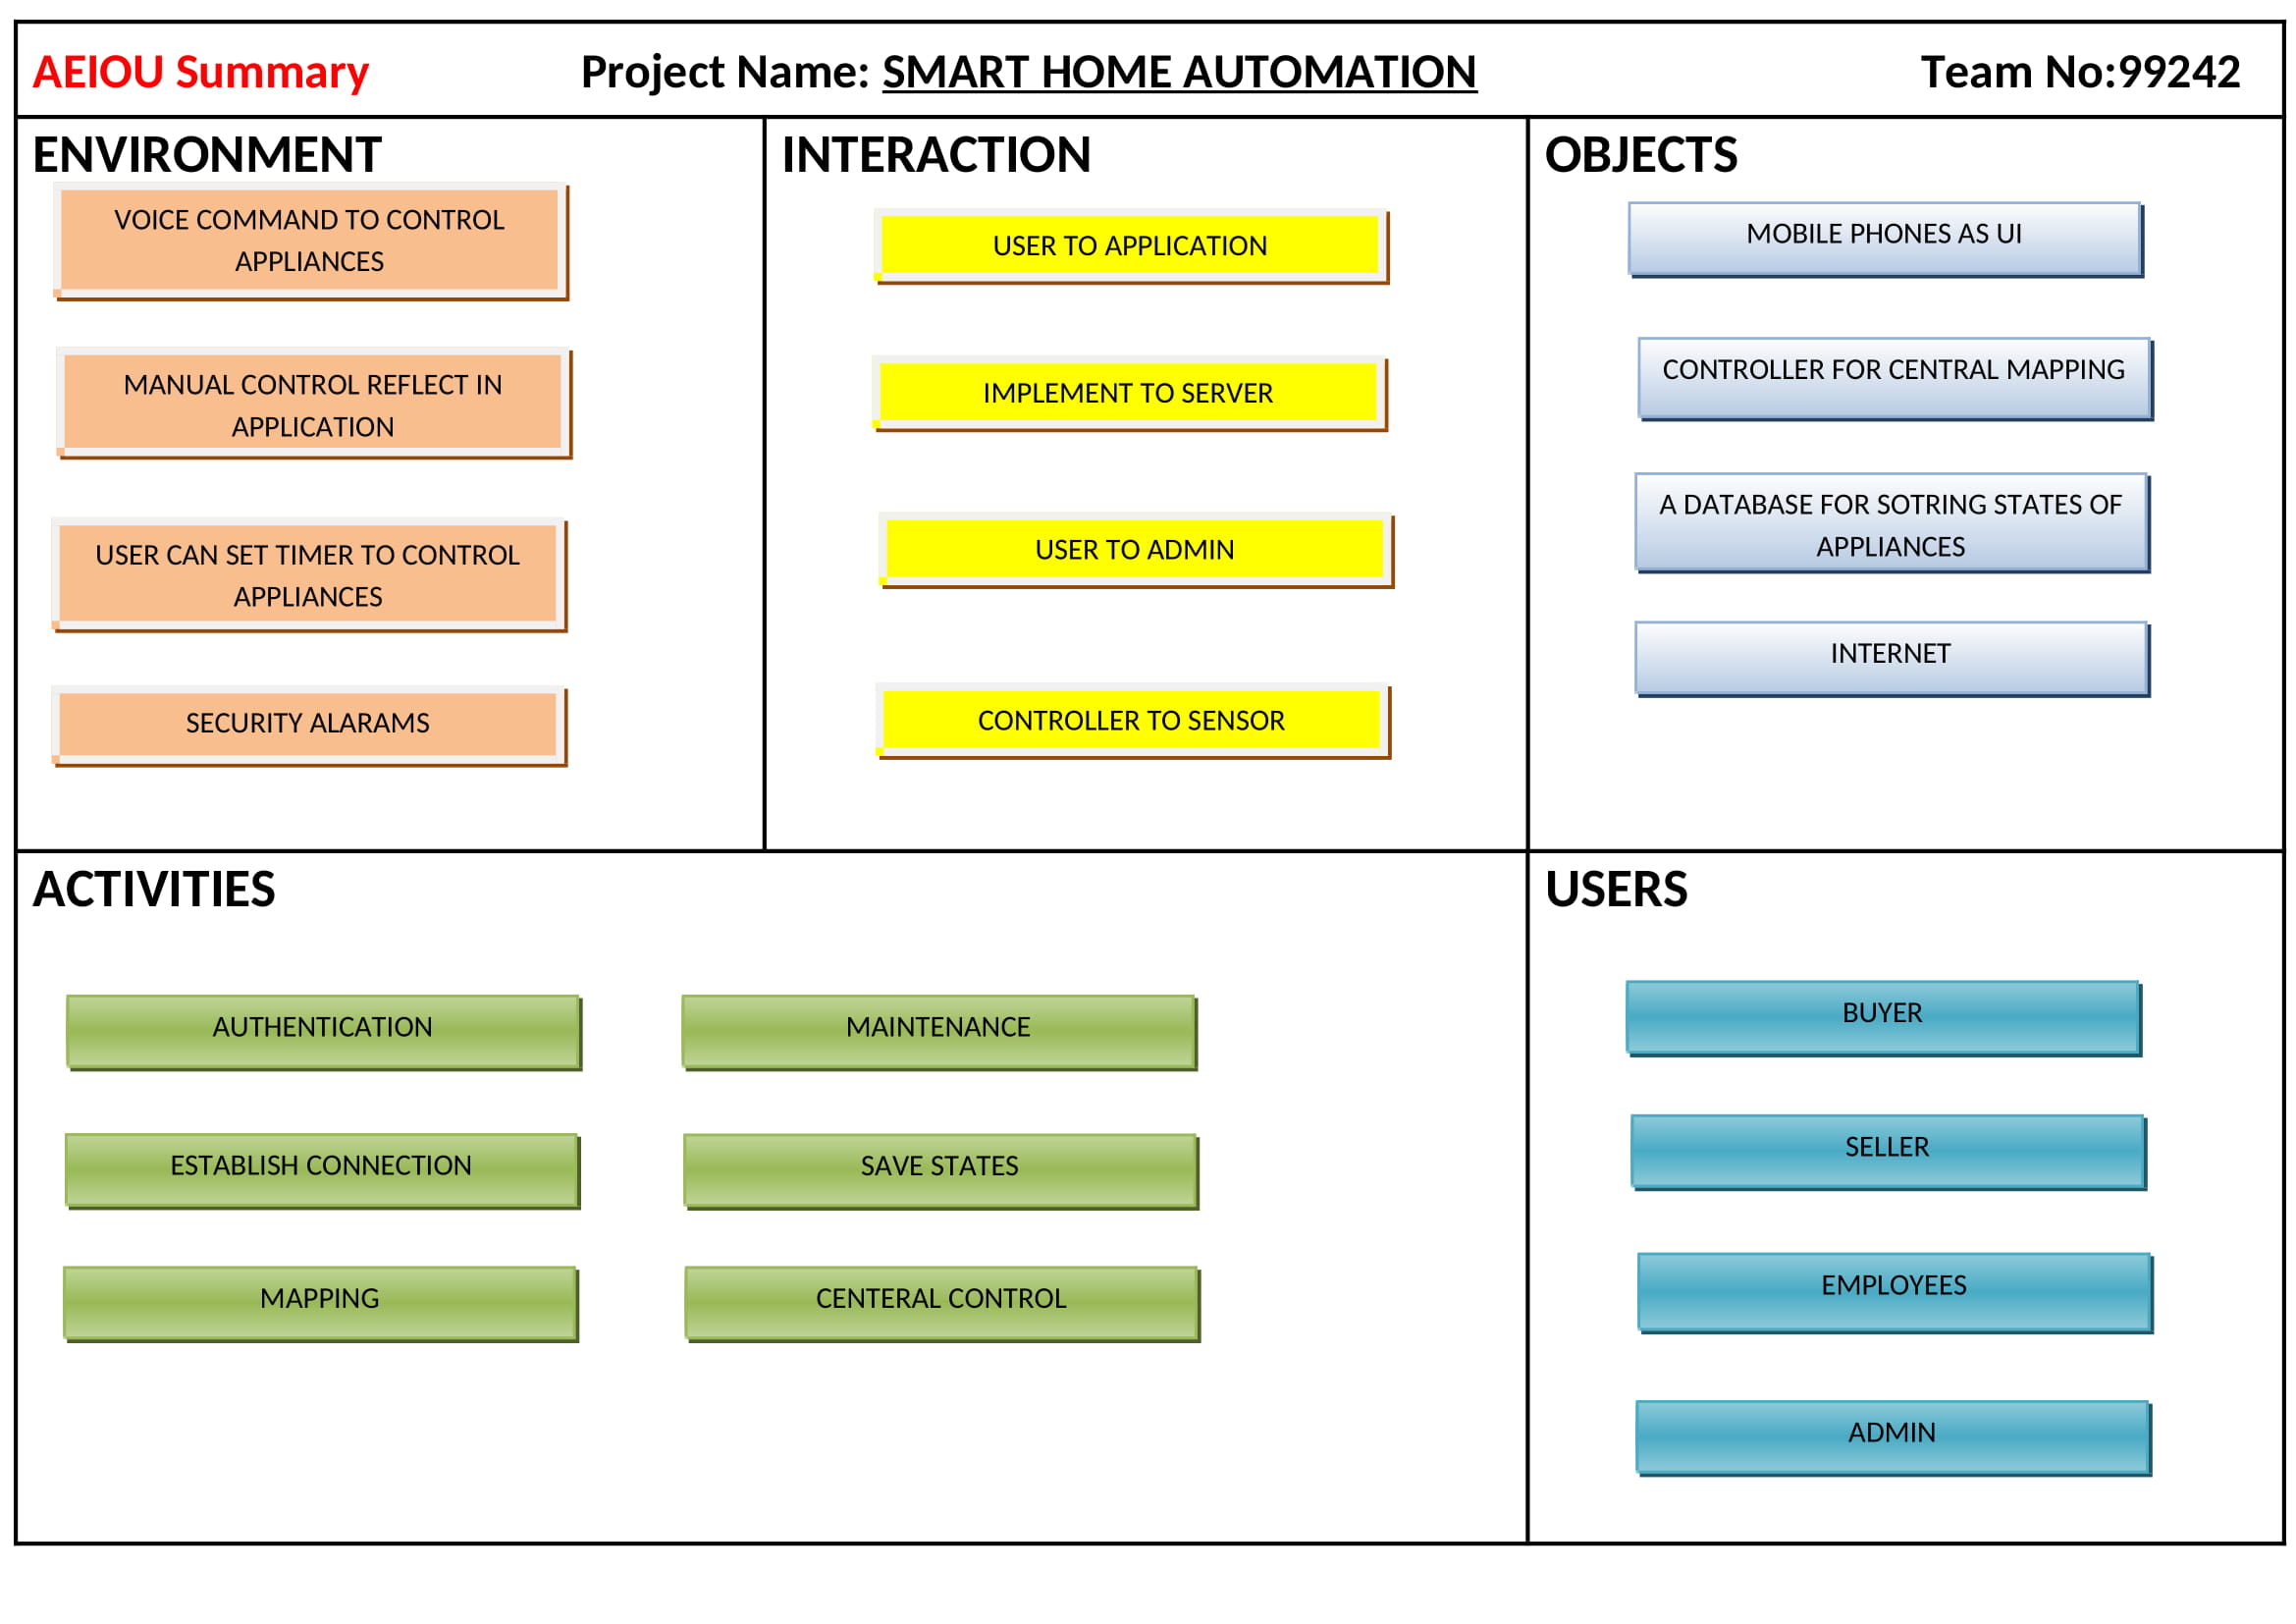 AEIOU Summary Project Name: SMART HOME AUTOMATION Team No:99242
ENVIRONMENT
VOICE COMMAND TO CONTROL
APPLIANCES
MANUAL CONTROL REFLECT IN
APPLICATION
USER CAN SET TIMER TO CONTROL
APPLIANCES
SECURITY ALARAMS
INTERACTION
USER TO APPLICATION
IMPLEMENT TO SERVER
USER TO ADMIN
CONTROLLER TO SENSOR
OBJECTS
MOBILE PHONES AS UI
CONTROLLER FOR CENTRAL MAPPING
A DATABASE FOR SOTRING STATES OF
APPLIANCES
INTERNET
ACTIVITIES
AUTHENTICATION
MAINTENANCE
ESTABLISH CONNECTION
SAVE STATES
MAPPING
CENTERAL CONTROL
USERS
BUYER
SELLER
EMPLOYEES
ADMIN